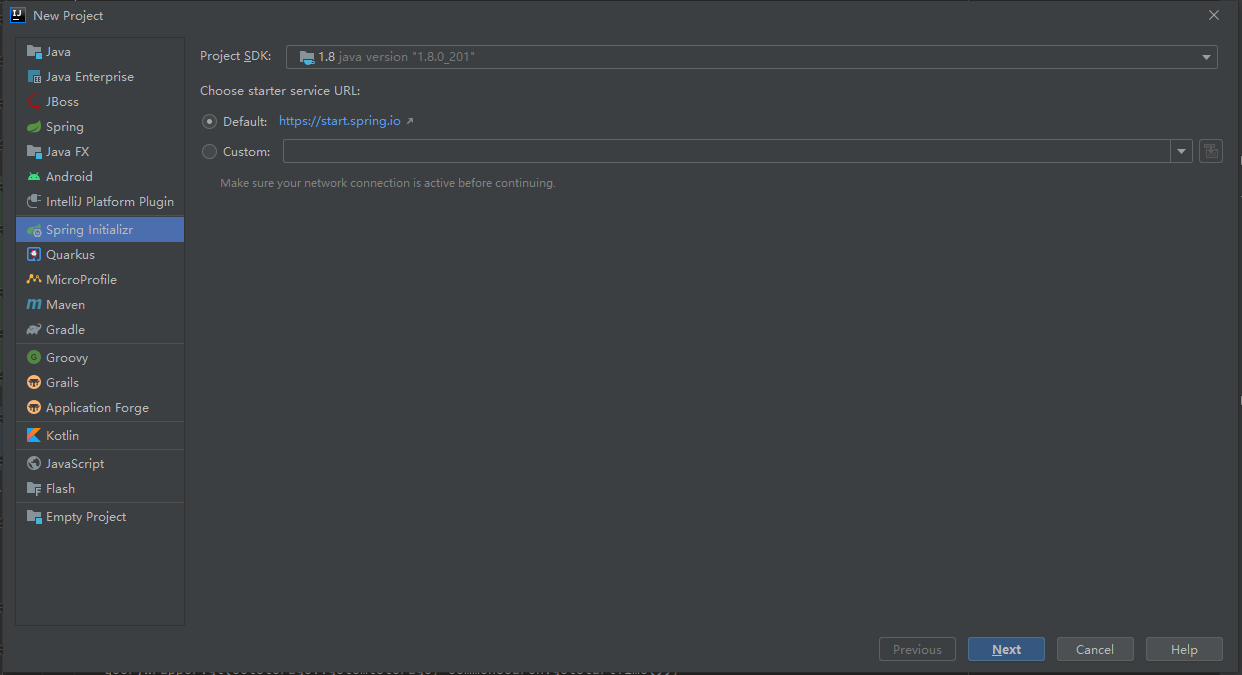 New Project
Java
Java Enterprise
JBoss
Spring
Java FX
Android
IntelliJ Platform Plugin
Spring Initializr
Quarkus
MicroProfile
Maven
Gradle
Groovy
Grails
Application Forge
Kotlin
JavaScript
Flash
Empty Project
Project SDK: 1.8 java version "1.8.0_201"
Choose starter service URL:
Default: https://start.spring.io
Custom:
Make sure your network connection is active before continuing.
Previous Next Cancel Help